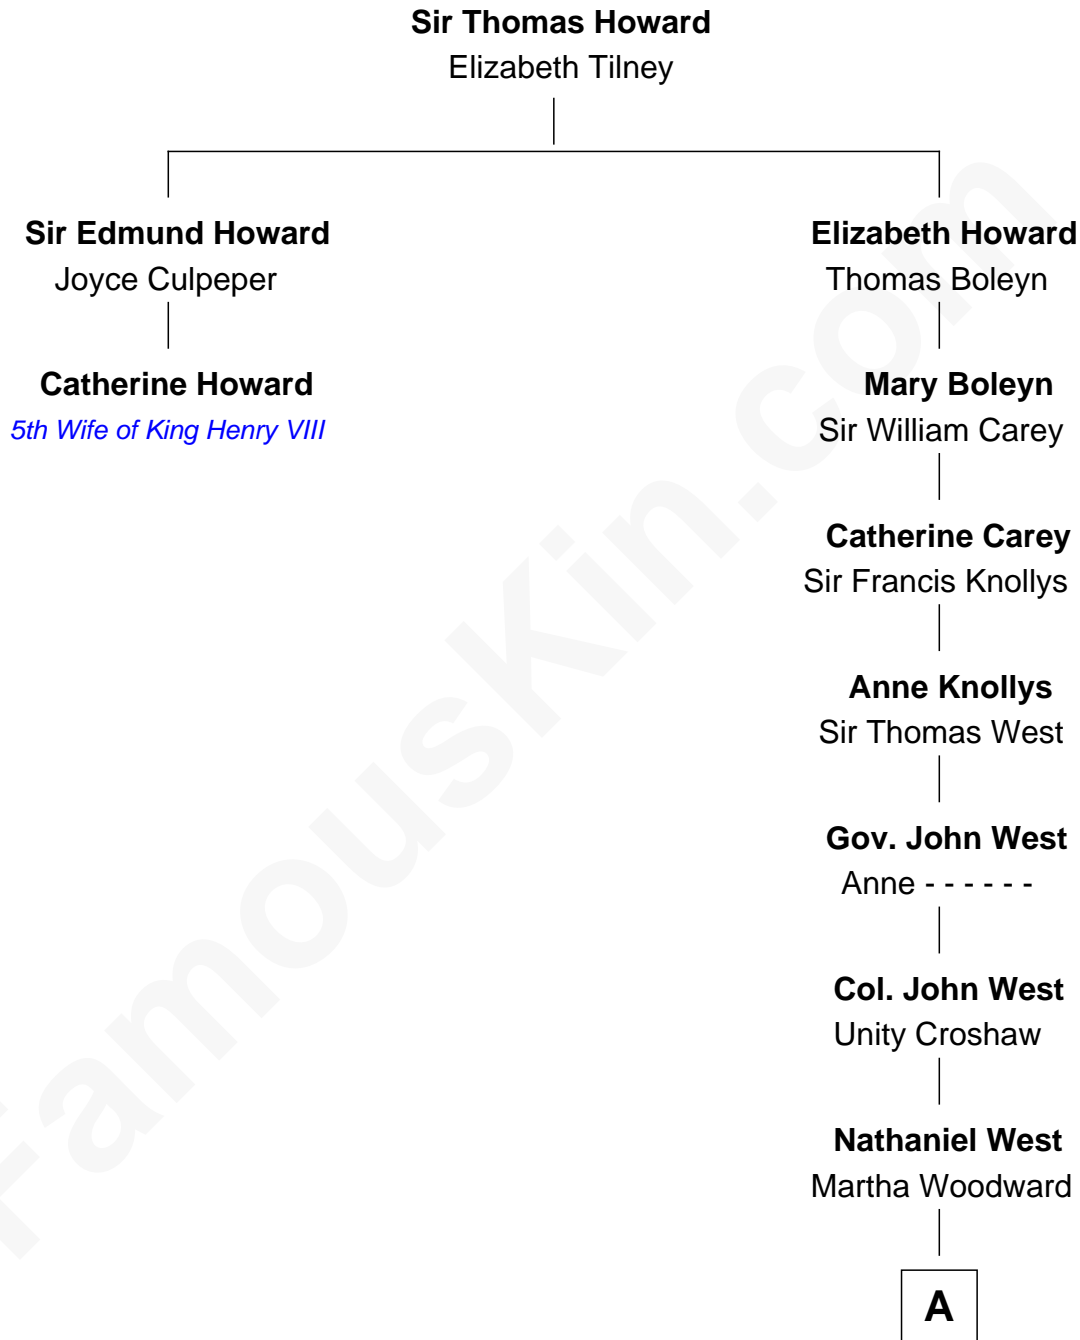 Sir Thomas Howard
Elizabeth Tilney
Sir Edmund Howard
Joyce Culpeper
Elizabeth Howard
Thomas Boleyn
Catherine Howard
5th Wife of King Henry VIII
Mary Boleyn
Sir William Carey
Catherine Carey
Sir Francis Knollys
Anne Knollys
Sir Thomas West
Gov. John West
Anne - - - - - -
Col. John West
Unity Croshaw
Nathaniel West
Martha Woodward
A
FamousKin.com